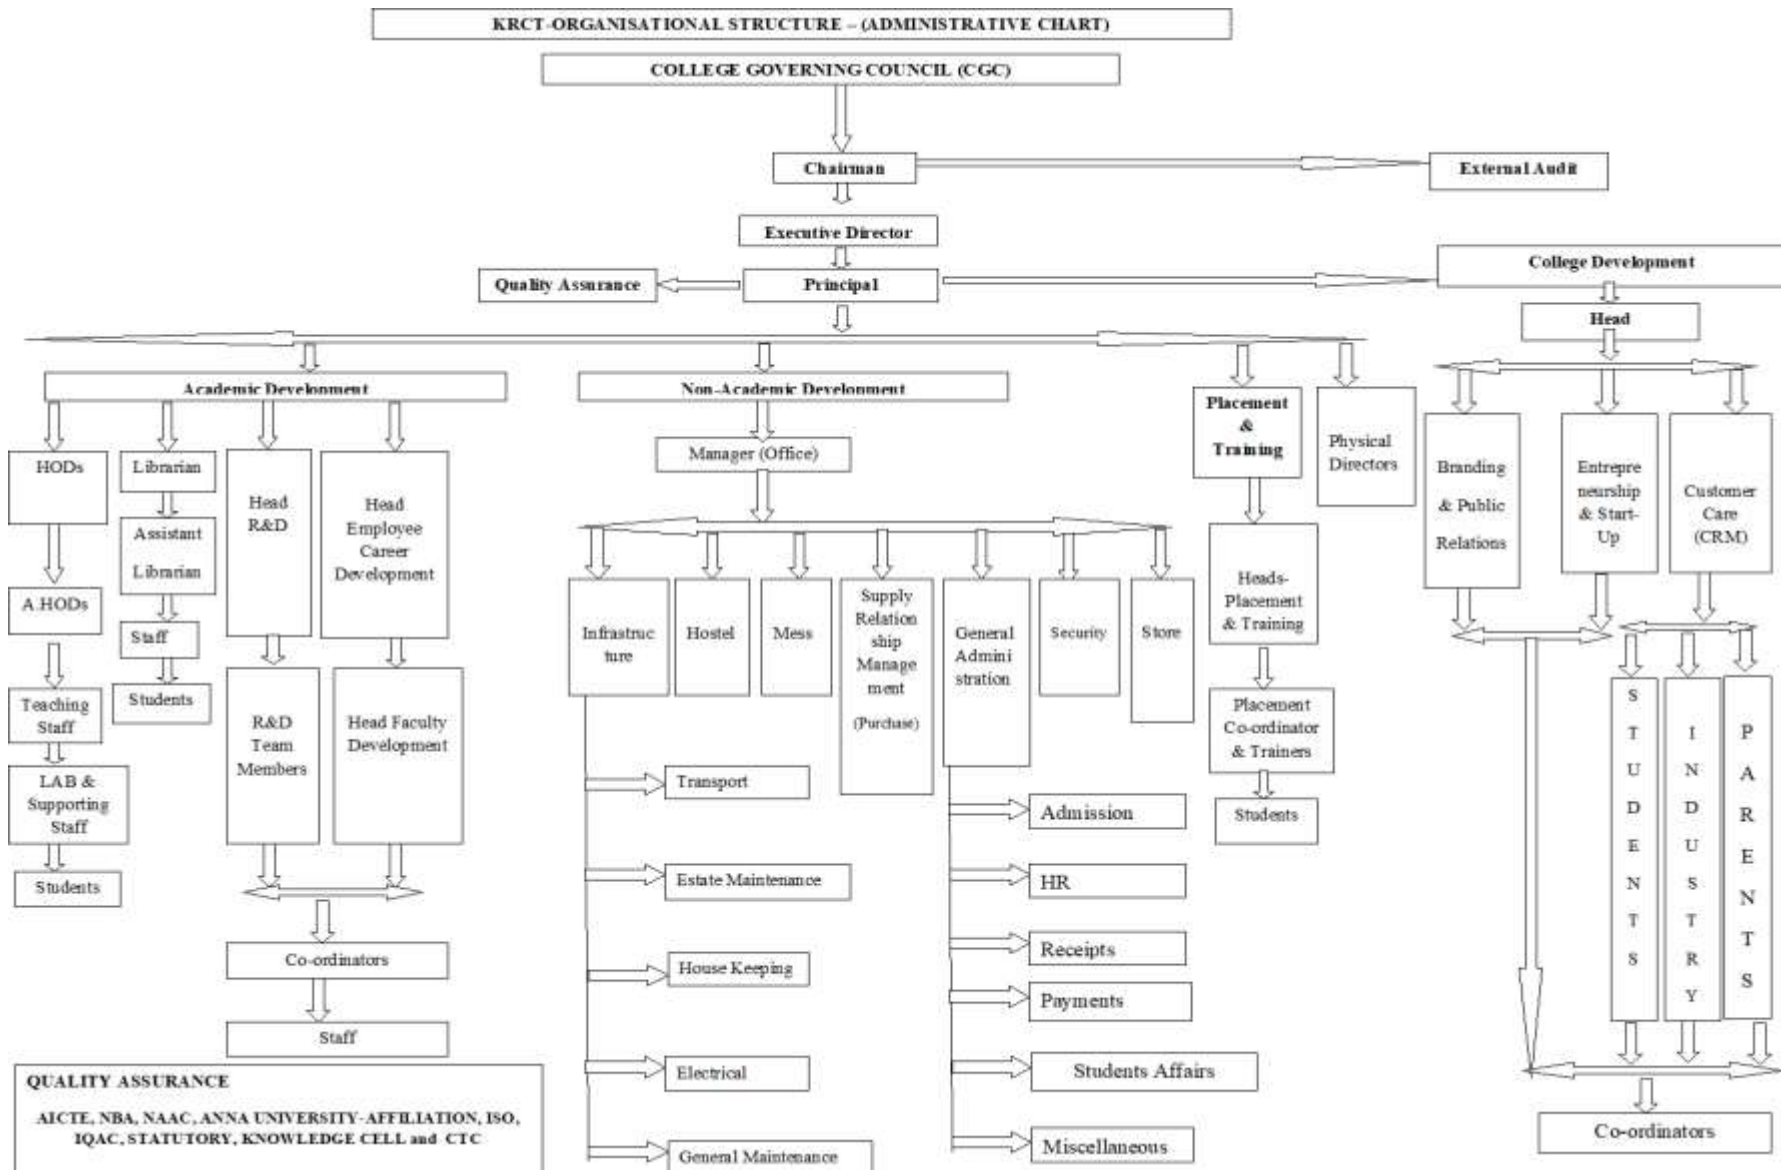 KRCT-ORGANISATIONAL STRUCTURE – (ADMINISTRATIVE CHART)
COLLEGE GOVERNING COUNCIL (CGC)
Chairman
External Audit
Executive Director
Quality Assurance
Principal
College Development
Head
Academic Development
Non-Academic Development
Placement
&
Training
Physical
Directors
Manager (Office)
HODs
Librarian
Head
R&D
Head
Employee
Career
Development
Assistant
Librarian
A.HODs
Staff
Students
Teaching
Staff
LAB &
Supporting
Staff
Students
R&D
Team
Members
Head Faculty
Development
Co-ordinators
Staff
Infrastruc
ture
Hostel
Mess
Supply
Relation
ship
Manage
ment
(Purchase)
General
Admini
stration
Security
Store
Transport
Estate Maintenance
House Keeping
Electrical
General Maintenance
Admission
HR
Receipts
Payments
Students Affairs
Miscellaneous
Heads-
Placement
& Training
Placement
Co-ordinator
& Trainers
Students
Branding
& Public
Relations
Entrepre
neurship
& Start-
Up
Customer
Care
(CRM)
STUDENTS
INDUSTRY
PARENTS
Co-ordinators
QUALITY ASSURANCE
AICTE, NBA, NAAC, ANNA UNIVERSITY-AFFILIATION, ISO,
IQAC, STATUTORY, KNOWLEDGE CELL and CTC